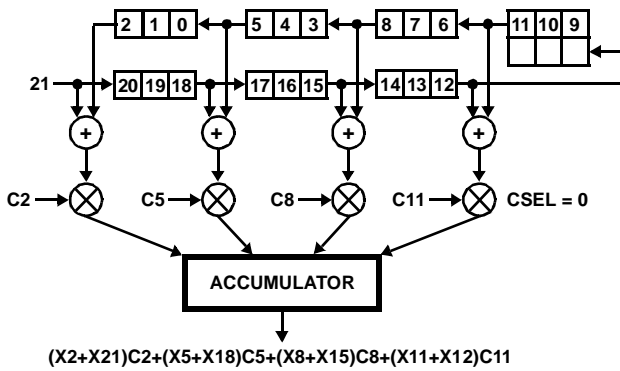 2 1 0 5 4 3 8 7 6 11 10 9
21 20 19 18 17 16 15 14 13 12
+ + + +
C2 C5 C8 C11 CSEL = 0
ACCUMULATOR
(X2+X21)C2+(X5+X18)C5+(X8+X15)C8+(X11+X12)C11